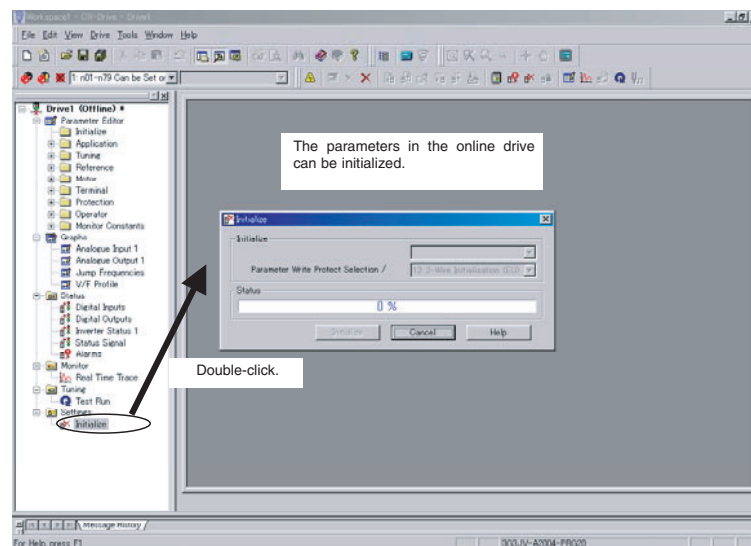 Workspace1 - CX-Drive - Drive1
File Edit View Drive Tools Window Help
1: n01-n79 Can be Set or
Drive1 (Offline) *
Parameter Editor
Initialize
Application
Tuning
Reference
Motor
Terminal
Protection
Operator
Monitor Constants
Graphs
Analogue Input 1
Analogue Output 1
Jump Frequencies
V/F Profile
Status
Digital Inputs
Digital Outputs
Inverter Status 1
Status Signal
Alarms
Monitor
Real Time Trace
Tuning
Test Run
Settings
Initialize
The parameters in the online drive
can be initialized.
Initialize
Initialize
Parameter Write Protect Selection /
Status
0 %
Initialize Cancel Help
Double-click.
Message History
For Help, press F1
3G3JV-A2004-PRO20